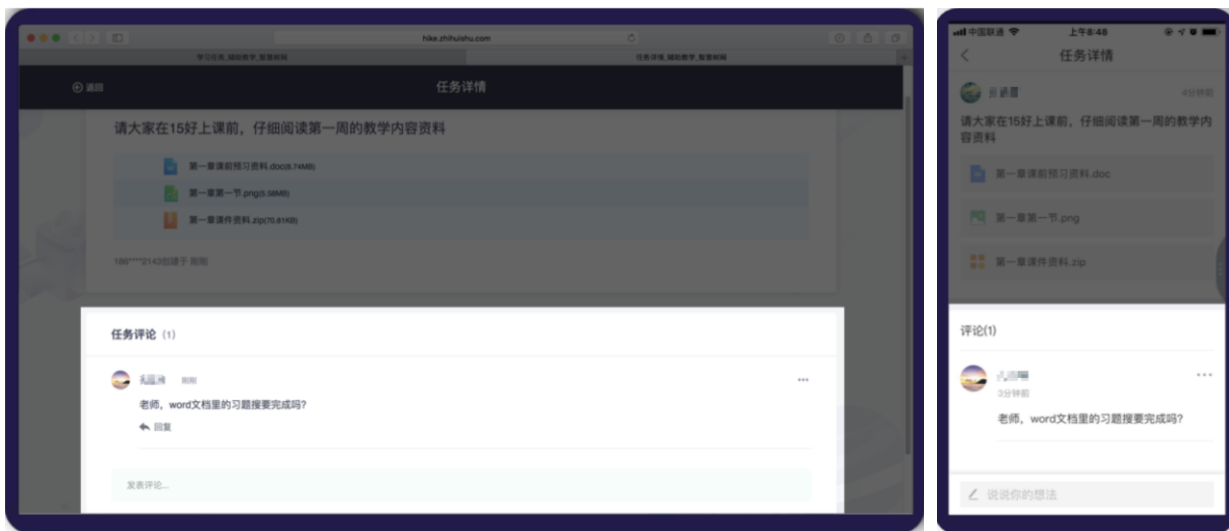 hike.zhihuishu.com
学习任务_辅助教学_智慧树网
任务详情_辅助教学_智慧树网
返回
任务详情
请大家在15好上课前，仔细阅读第一周的教学内容资料
第一章课前预习资料.doc(8.74MB)
第一章第一节.png(5.58MB)
第一章课件资料.zip(70.81KB)
186****2143创建于 刚刚
任务评论（1）
刚刚
老师，word文档里的习题搜要完成吗?
回复
发表评论...
中国联通
上午8:48
任务详情
4分钟前
请大家在15好上课前，仔细阅读第一周的教学内
容资料
第一章课前预习资料.doc
第一章第一节.png
第一章课件资料.zip
评论(1)
3分钟前
老师，word文档里的习题搜要完成吗?
说说你的想法